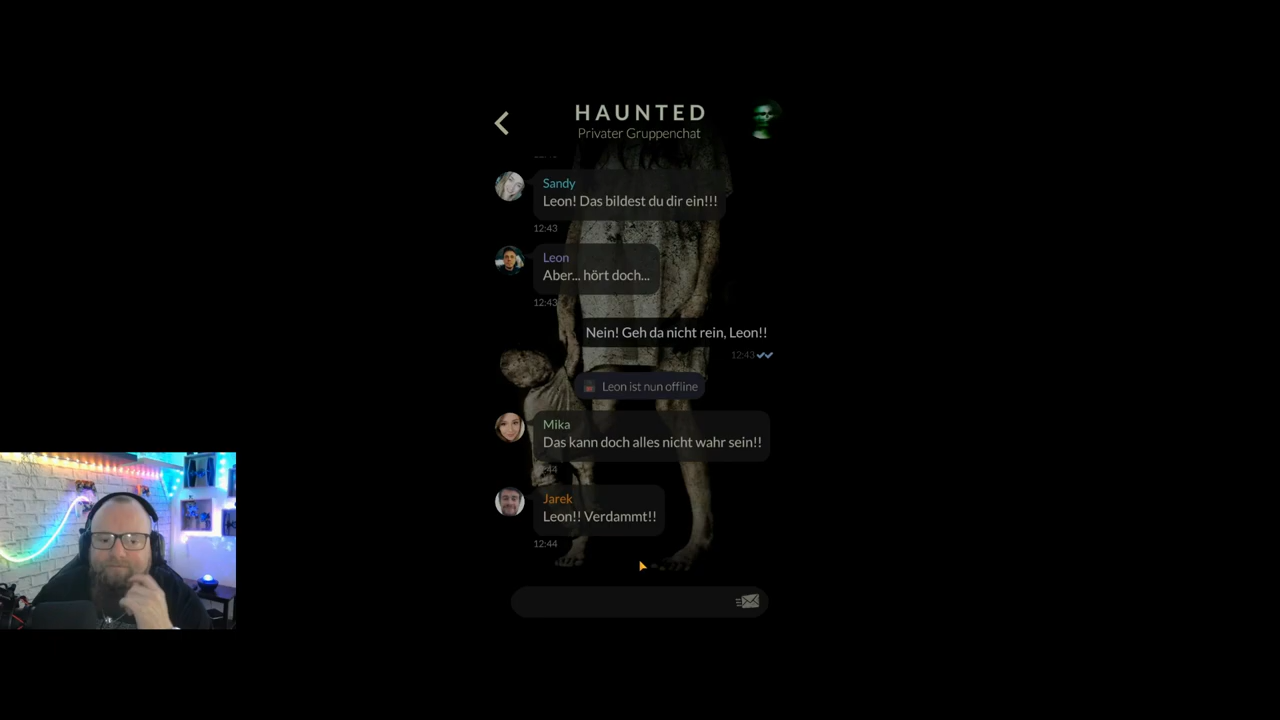 HAUNTED
Privater Gruppenchat
Sandy
Leon! Das bildest du dir ein!!!
12:43
Leon
Aber... hört doch...
12:43
Nein! Geh da nicht rein, Leon!!
12:43
Leon ist nun offline
Mika
Das kann doch alles nicht wahr sein!!
:44
Jarek
Leon!! Verdammt!!
12:44